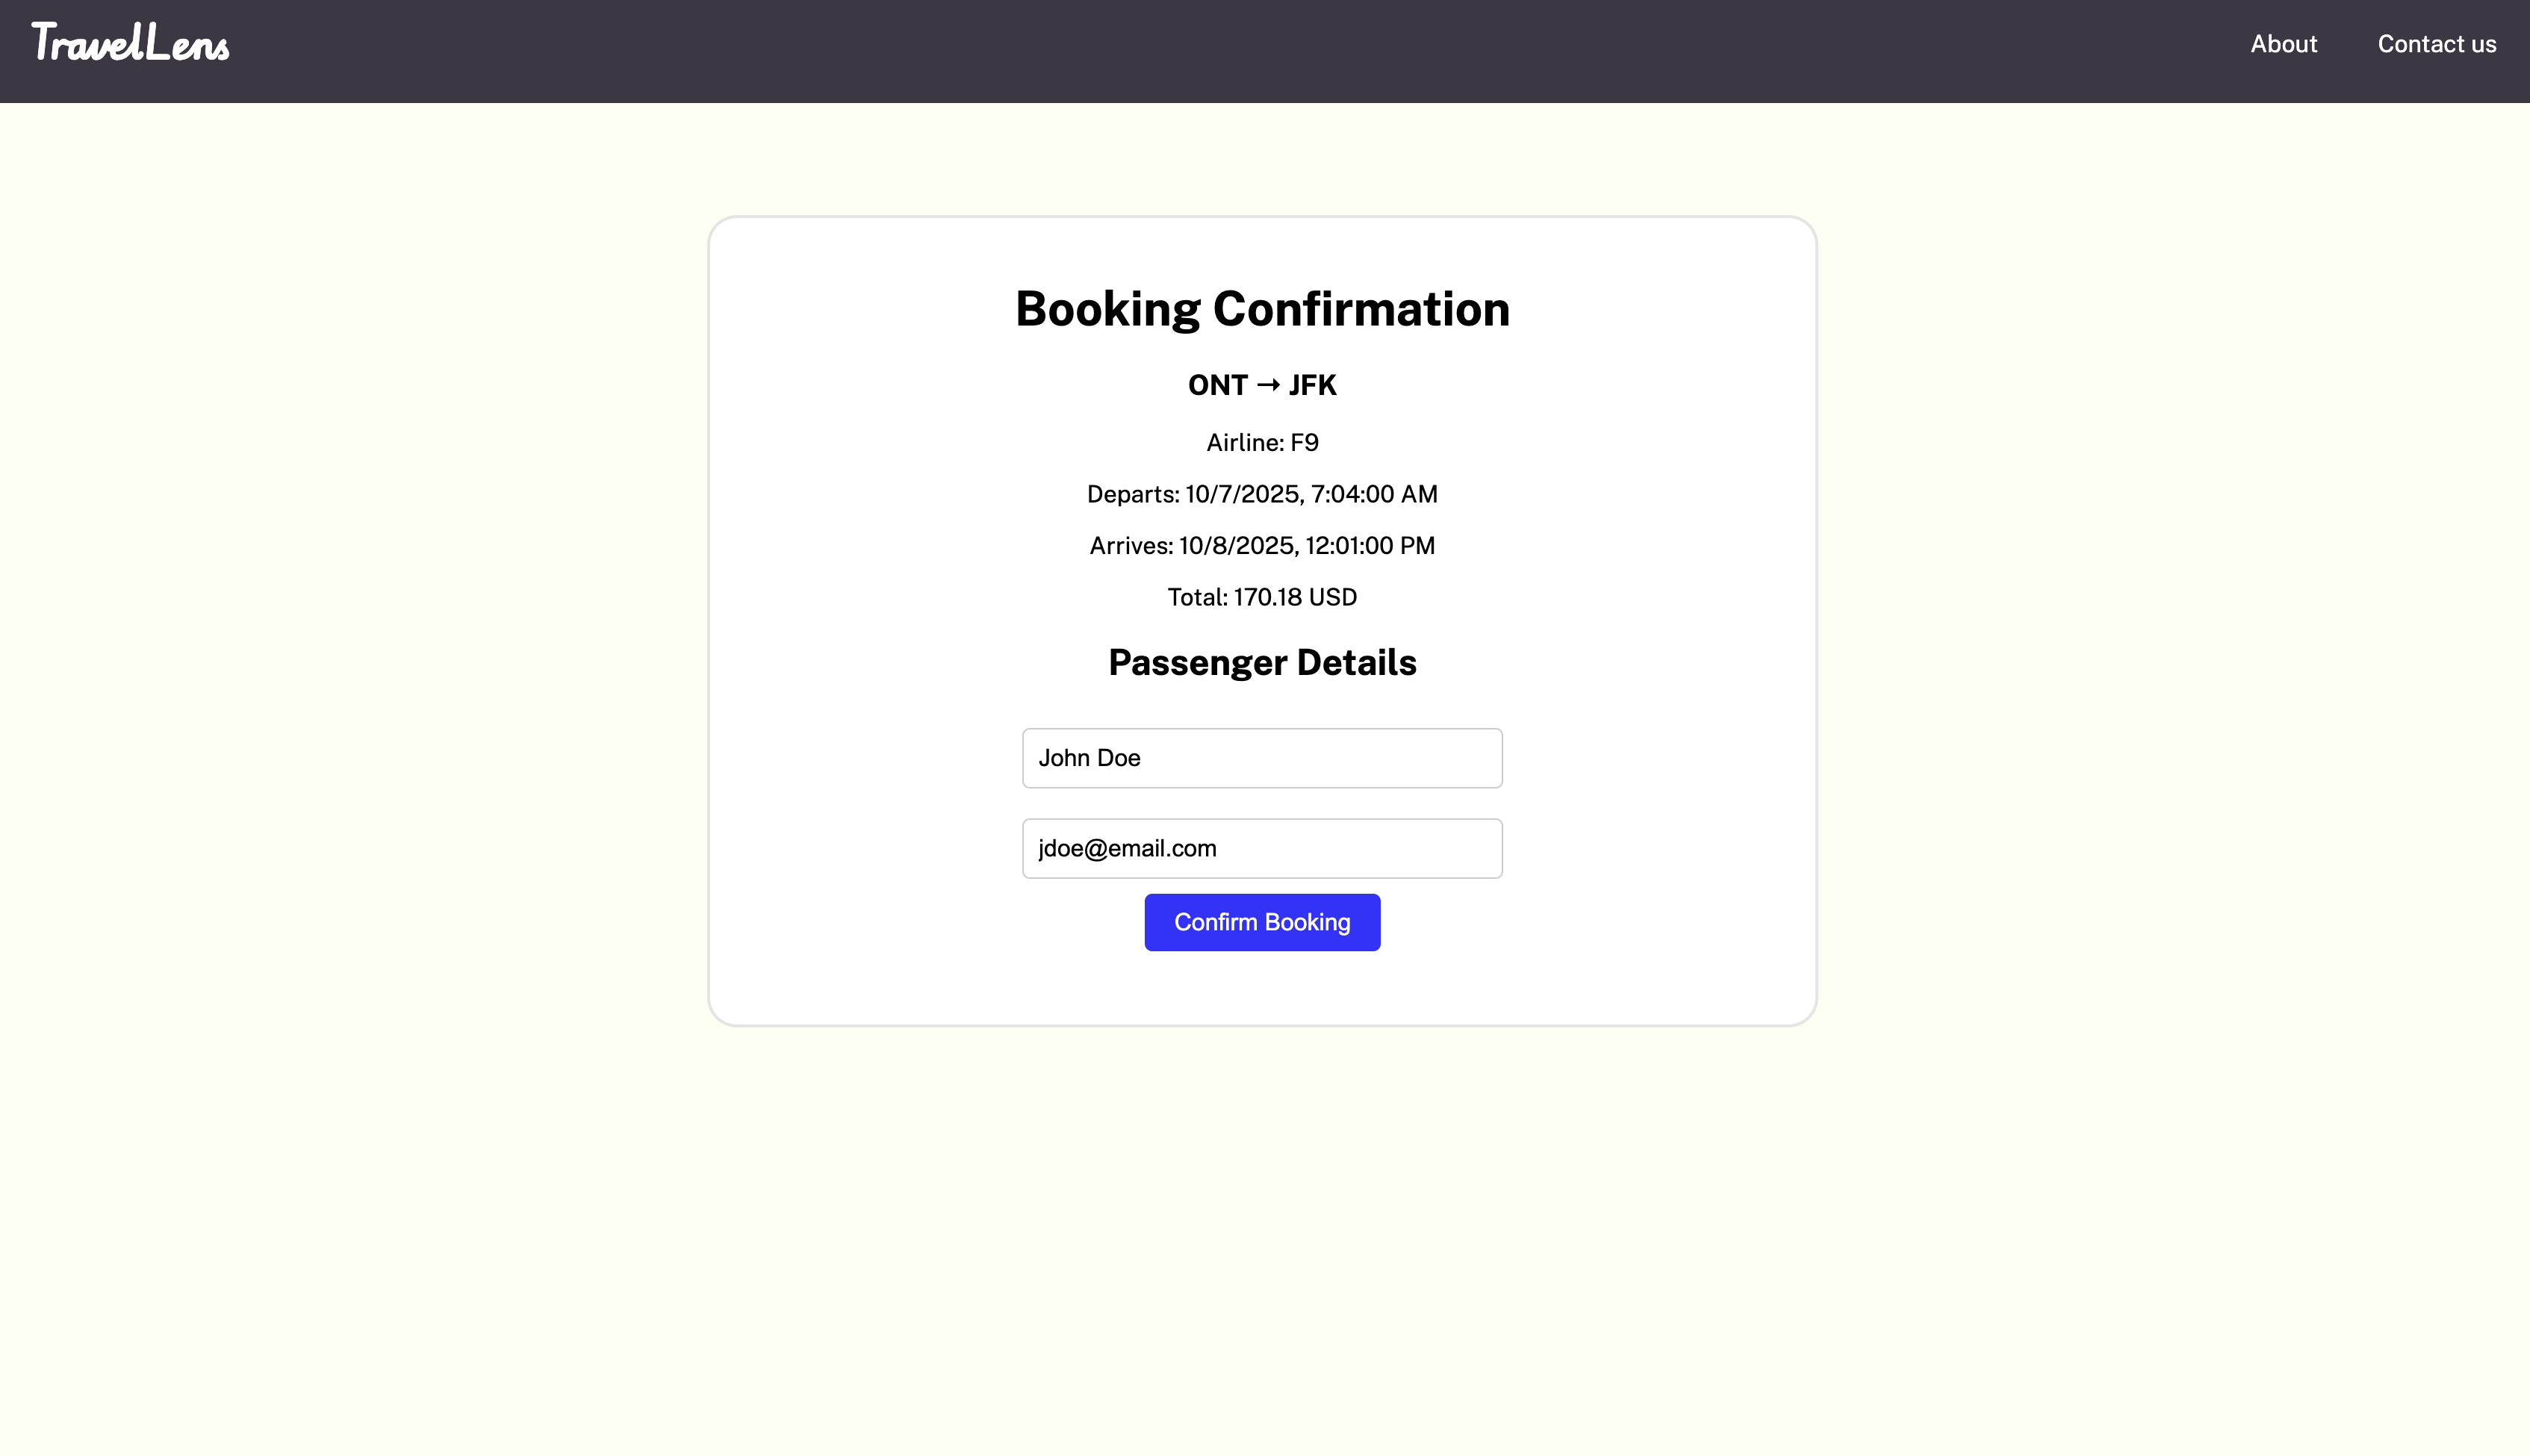 TravelLens
About
Contact us
Booking Confirmation
ONT → JFK
Airline: F9
Departs: 10/7/2025, 7:04:00 AM
Arrives: 10/8/2025, 12:01:00 PM
Total: 170.18 USD
Passenger Details
John Doe
jdoe@email.com
Confirm Booking